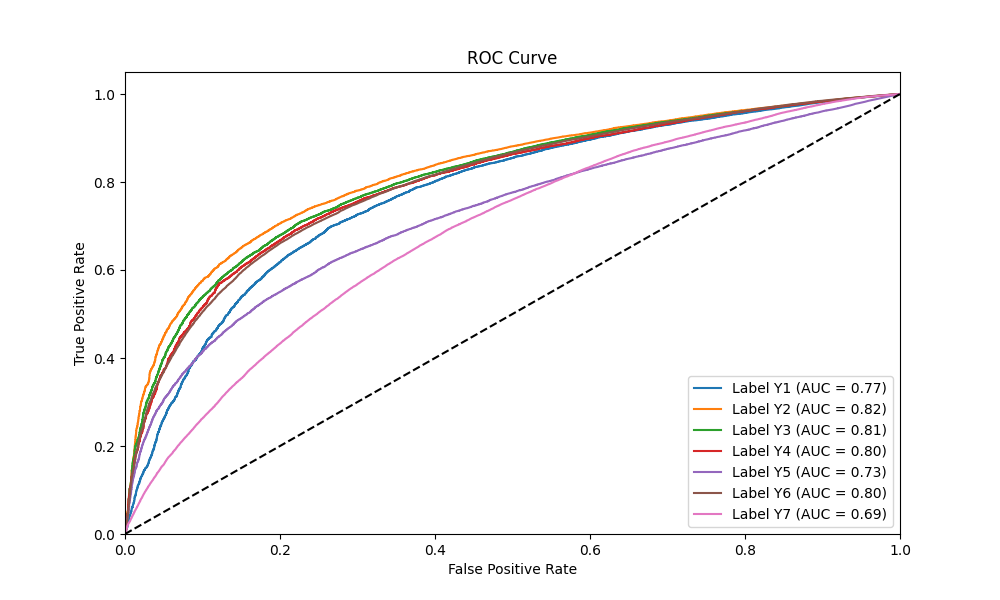 ROC Curve
True Positive Rate
1.0
0.8
0.6
0.4
0.2
0.0
0.0 0.2 0.4 0.6 0.8 1.0
False Positive Rate
Label Y1 (AUC = 0.77)
Label Y2 (AUC = 0.82)
Label Y3 (AUC = 0.81)
Label Y4 (AUC = 0.80)
Label Y5 (AUC = 0.73)
Label Y6 (AUC = 0.80)
Label Y7 (AUC = 0.69)